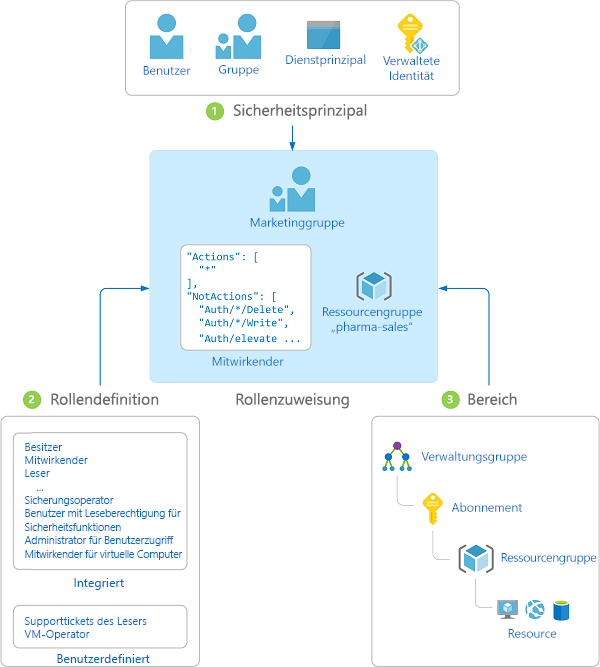 Benutzer
Gruppe
Dienstprinzipal
Verwaltete
Identität
1 Sicherheitsprinzipal
Marketinggruppe
"Actions": [
"*"
],
"NotActions": [
"Auth/*/Delete",
"Auth/*/Write",
"Auth/elevate ...
Mitwirkender
Ressourcengruppe
„pharma-sales“
2 Rollendefinition
Rollenzuweisung
3 Bereich
Besitzer
Mitwirkender
Leser
...
Sicherungsoperator
Benutzer mit Leseberechtigung für
Sicherheitsfunktionen
Administrator für Benutzerzugriff
Mitwirkender für virtuelle Computer
Integriert
Supporttickets des Lesers
VM-Operator
Benutzerdefiniert
Verwaltungsgruppe
Abonnement
Ressourcengruppe
Resource